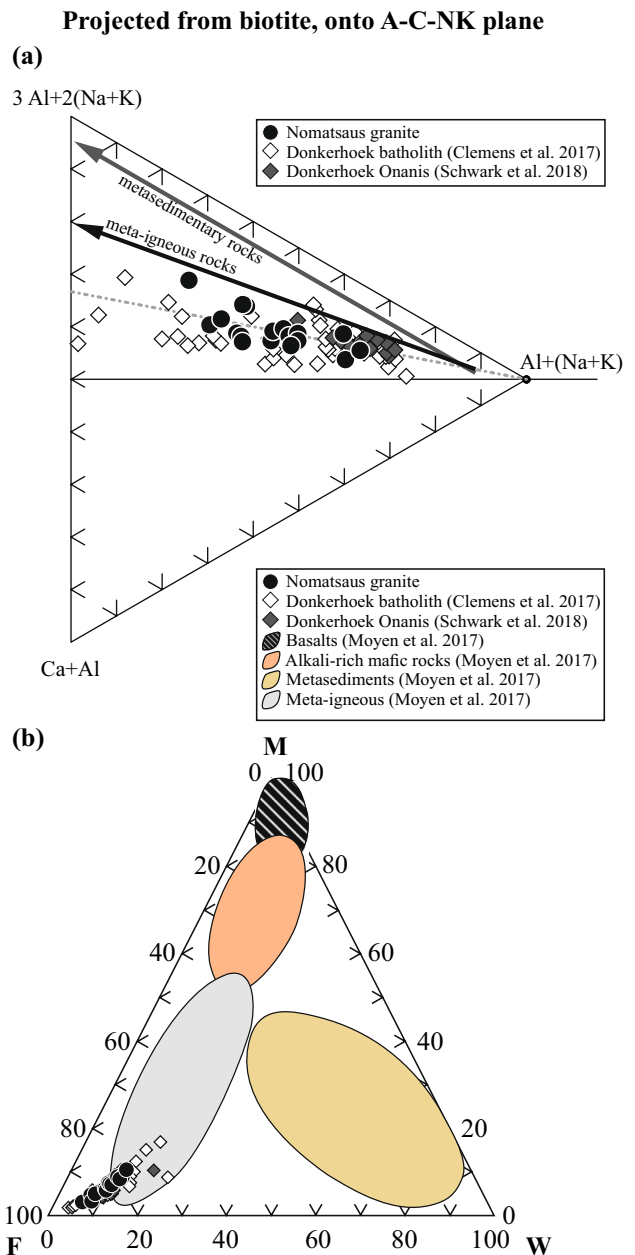 Projected from biotite, onto A-C-NK plane
(a)
3 Al+2(Na+K)
Nomatsaus granite
Donkerhoek batholith (Clemens et al. 2017)
Donkerhoek Onanis (Schwark et al. 2018)
metasedimentary rocks
meta-igneous rocks
Al+(Na+K)
Ca+Al
Nomatsaus granite
Donkerhoek batholith (Clemens et al. 2017)
Donkerhoek Onanis (Schwark et al. 2018)
Basalts (Moyen et al. 2017)
Alkali-rich mafic rocks (Moyen et al. 2017)
Metasediments (Moyen et al. 2017)
Meta-igneous (Moyen et al. 2017)
(b)
M
0 100
20 80
40 60
60 40
80 20
100 0
0 20 40 60 80 100
F W